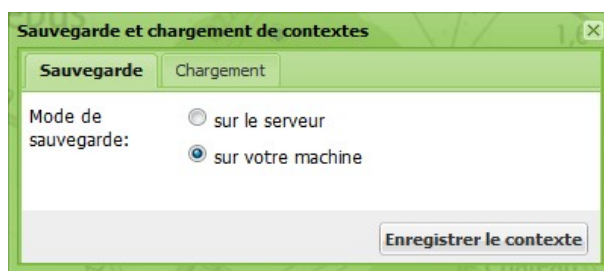 Sauvegarde et chargement de contextes
Sauvegarde Chargement
Mode de sauvegarde:
sur le serveur
sur votre machine
Enregistrer le contexte